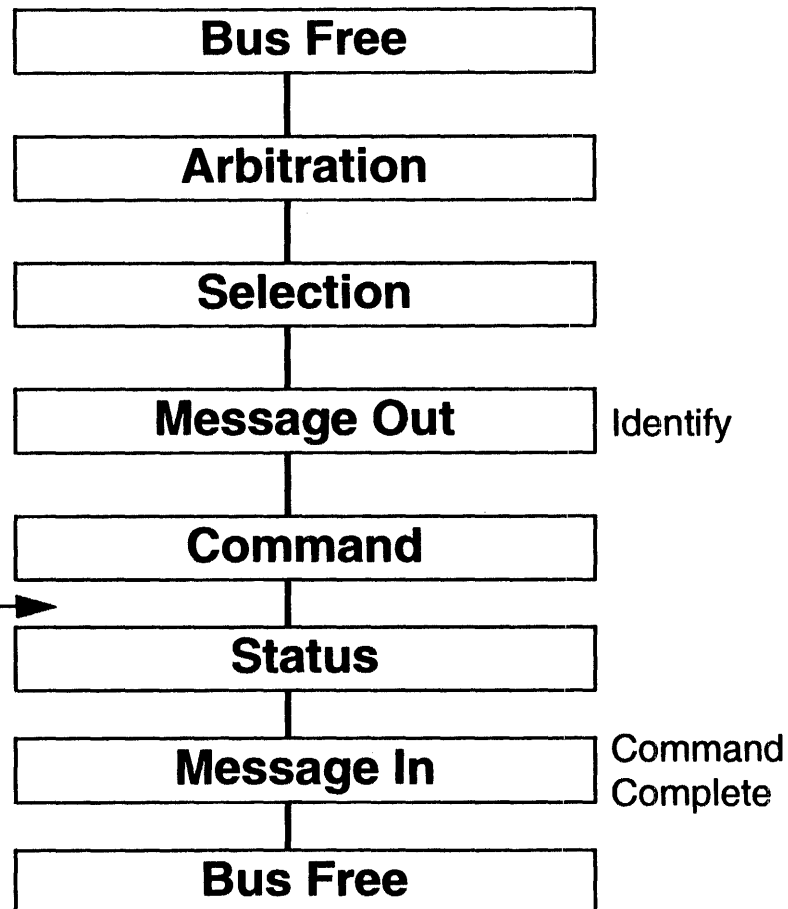 Bus Free
Arbitration
Selection
Message Out
Identify
Command
Status
Message In
Command
Complete
Bus Free